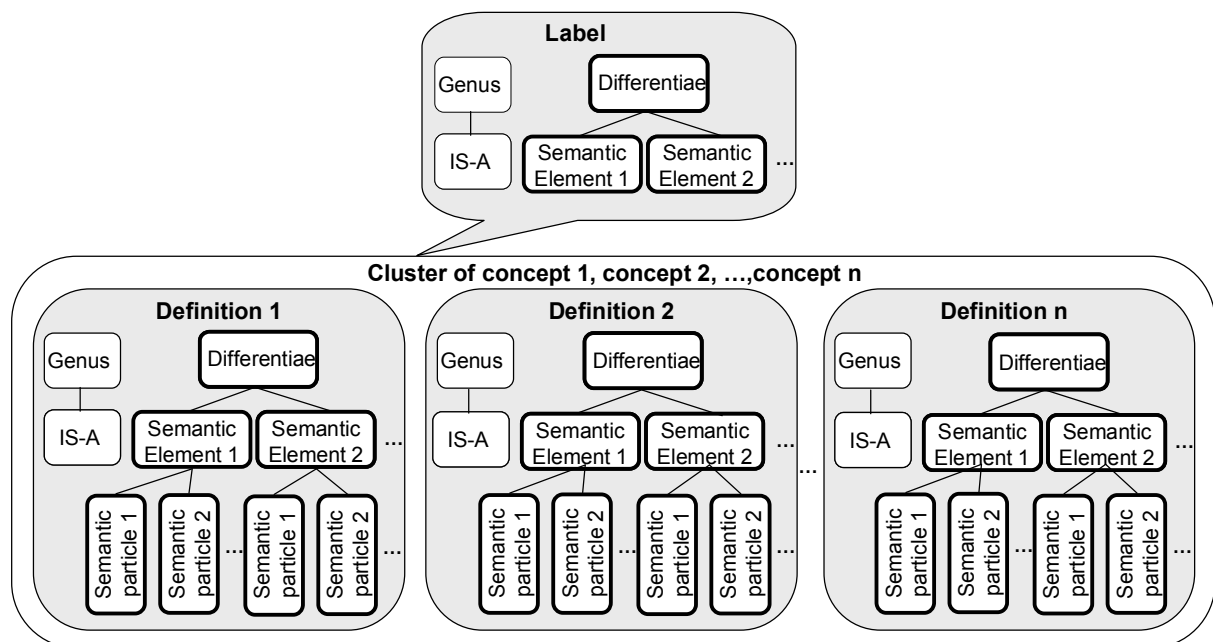 Label
Genus
Differentiae
IS-A
Semantic
Element 1
Semantic
Element 2
...
Cluster of concept 1, concept 2, ...,concept n
Definition 1
Genus
Differentiae
IS-A
Semantic
Element 1
Semantic
Element 2
...
Semantic
particle 1
Semantic
particle 2
...
Semantic
particle 1
Semantic
particle 2
...
Definition 2
Genus
Differentiae
IS-A
Semantic
Element 1
Semantic
Element 2
...
Semantic
particle 1
Semantic
particle 2
...
Semantic
particle 1
Semantic
particle 2
...
...
Definition n
Genus
Differentiae
IS-A
Semantic
Element 1
Semantic
Element 2
...
Semantic
particle 1
Semantic
particle 2
...
Semantic
particle 1
Semantic
particle 2
...